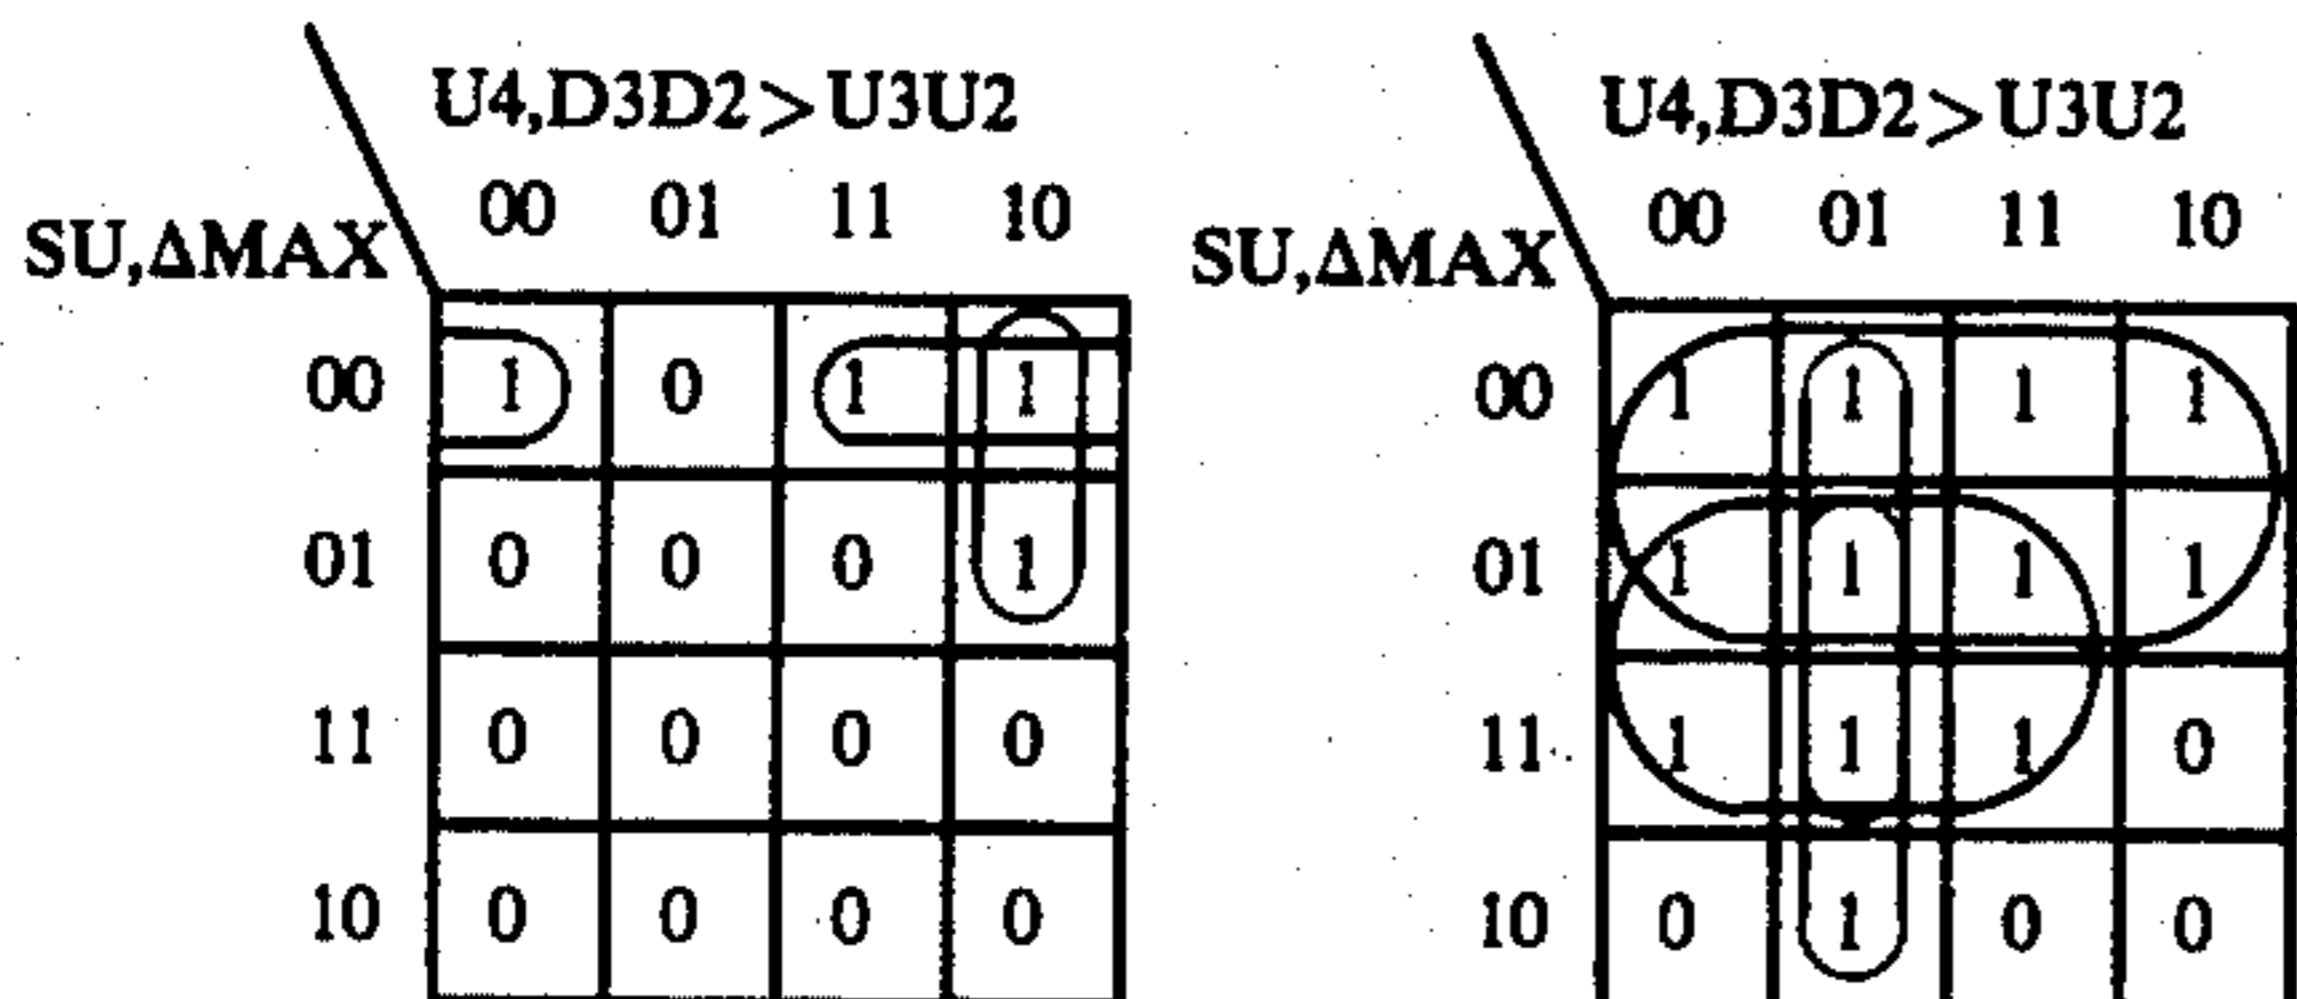 U4,D3D2>U3U2
00 01 11 10
SU,ΔMAX
00 1 0 1 1
01 0 0 0 1
11 0 0 0 0
10 0 0 0 0
U4,D3D2>U3U2
00 01 11 10
SU,ΔMAX
00 1 1 1 1
01 1 1 1 1
11 1 1 1 0
10 0 1 0 0